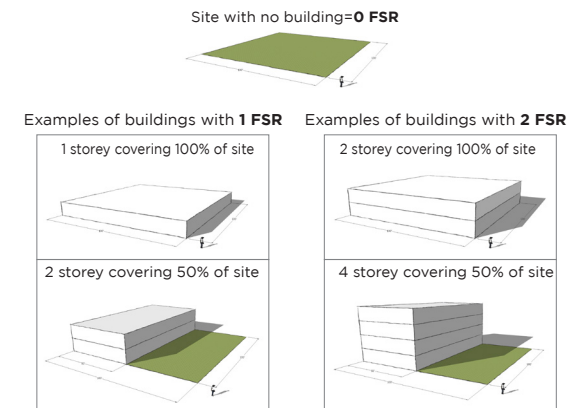 Site with no building=0 FSR
Examples of buildings with 1 FSR
1 storey covering 100% of site
2 storey covering 50% of site
Examples of buildings with 2 FSR
2 storey covering 100% of site
4 storey covering 50% of site